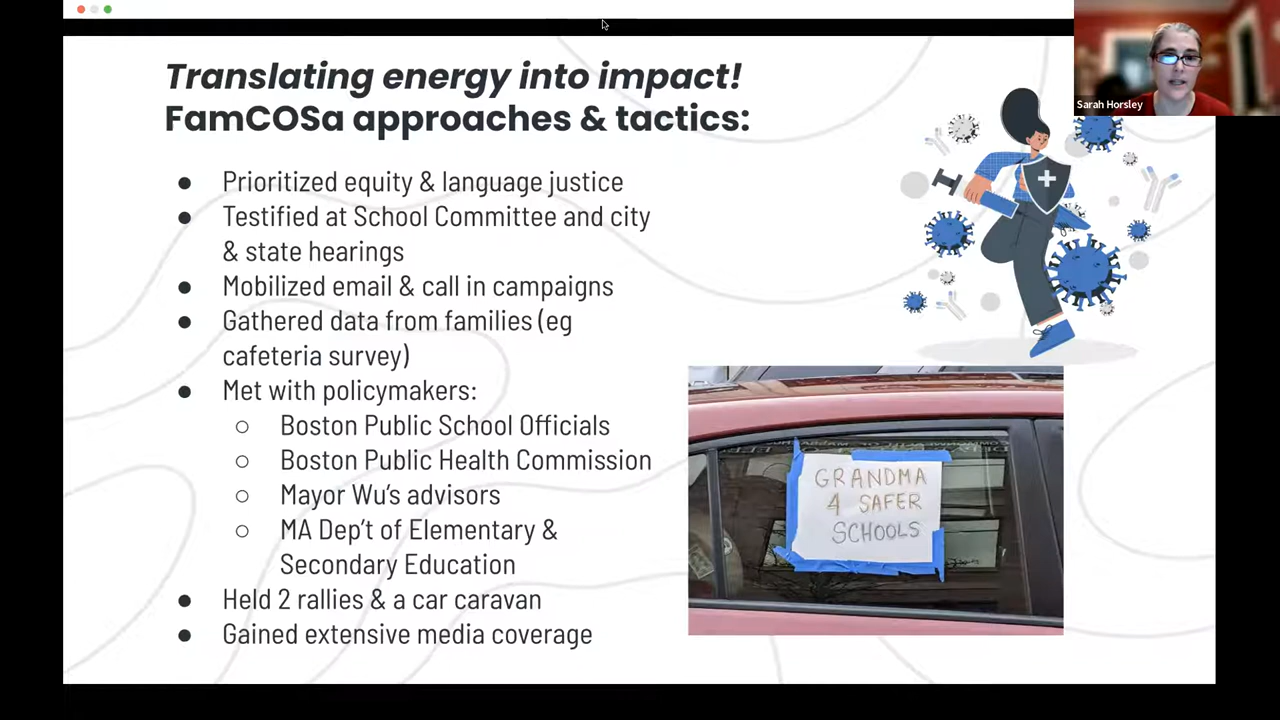 Translating energy into impact!
FamCOSa approaches & tactics:
● Prioritized equity & language justice
● Testified at School Committee and city
& state hearings
● Mobilized email & call in campaigns
● Gathered data from families (eg
cafeteria survey)
● Met with policymakers:
○ Boston Public School Officials
○ Boston Public Health Commission
○ Mayor Wu's advisors
○ MA Dep't of Elementary &
Secondary Education
● Held 2 rallies & a car caravan
● Gained extensive media coverage
Sarah Horsley
GRANDMA
4 SAFER
SCHOOLS